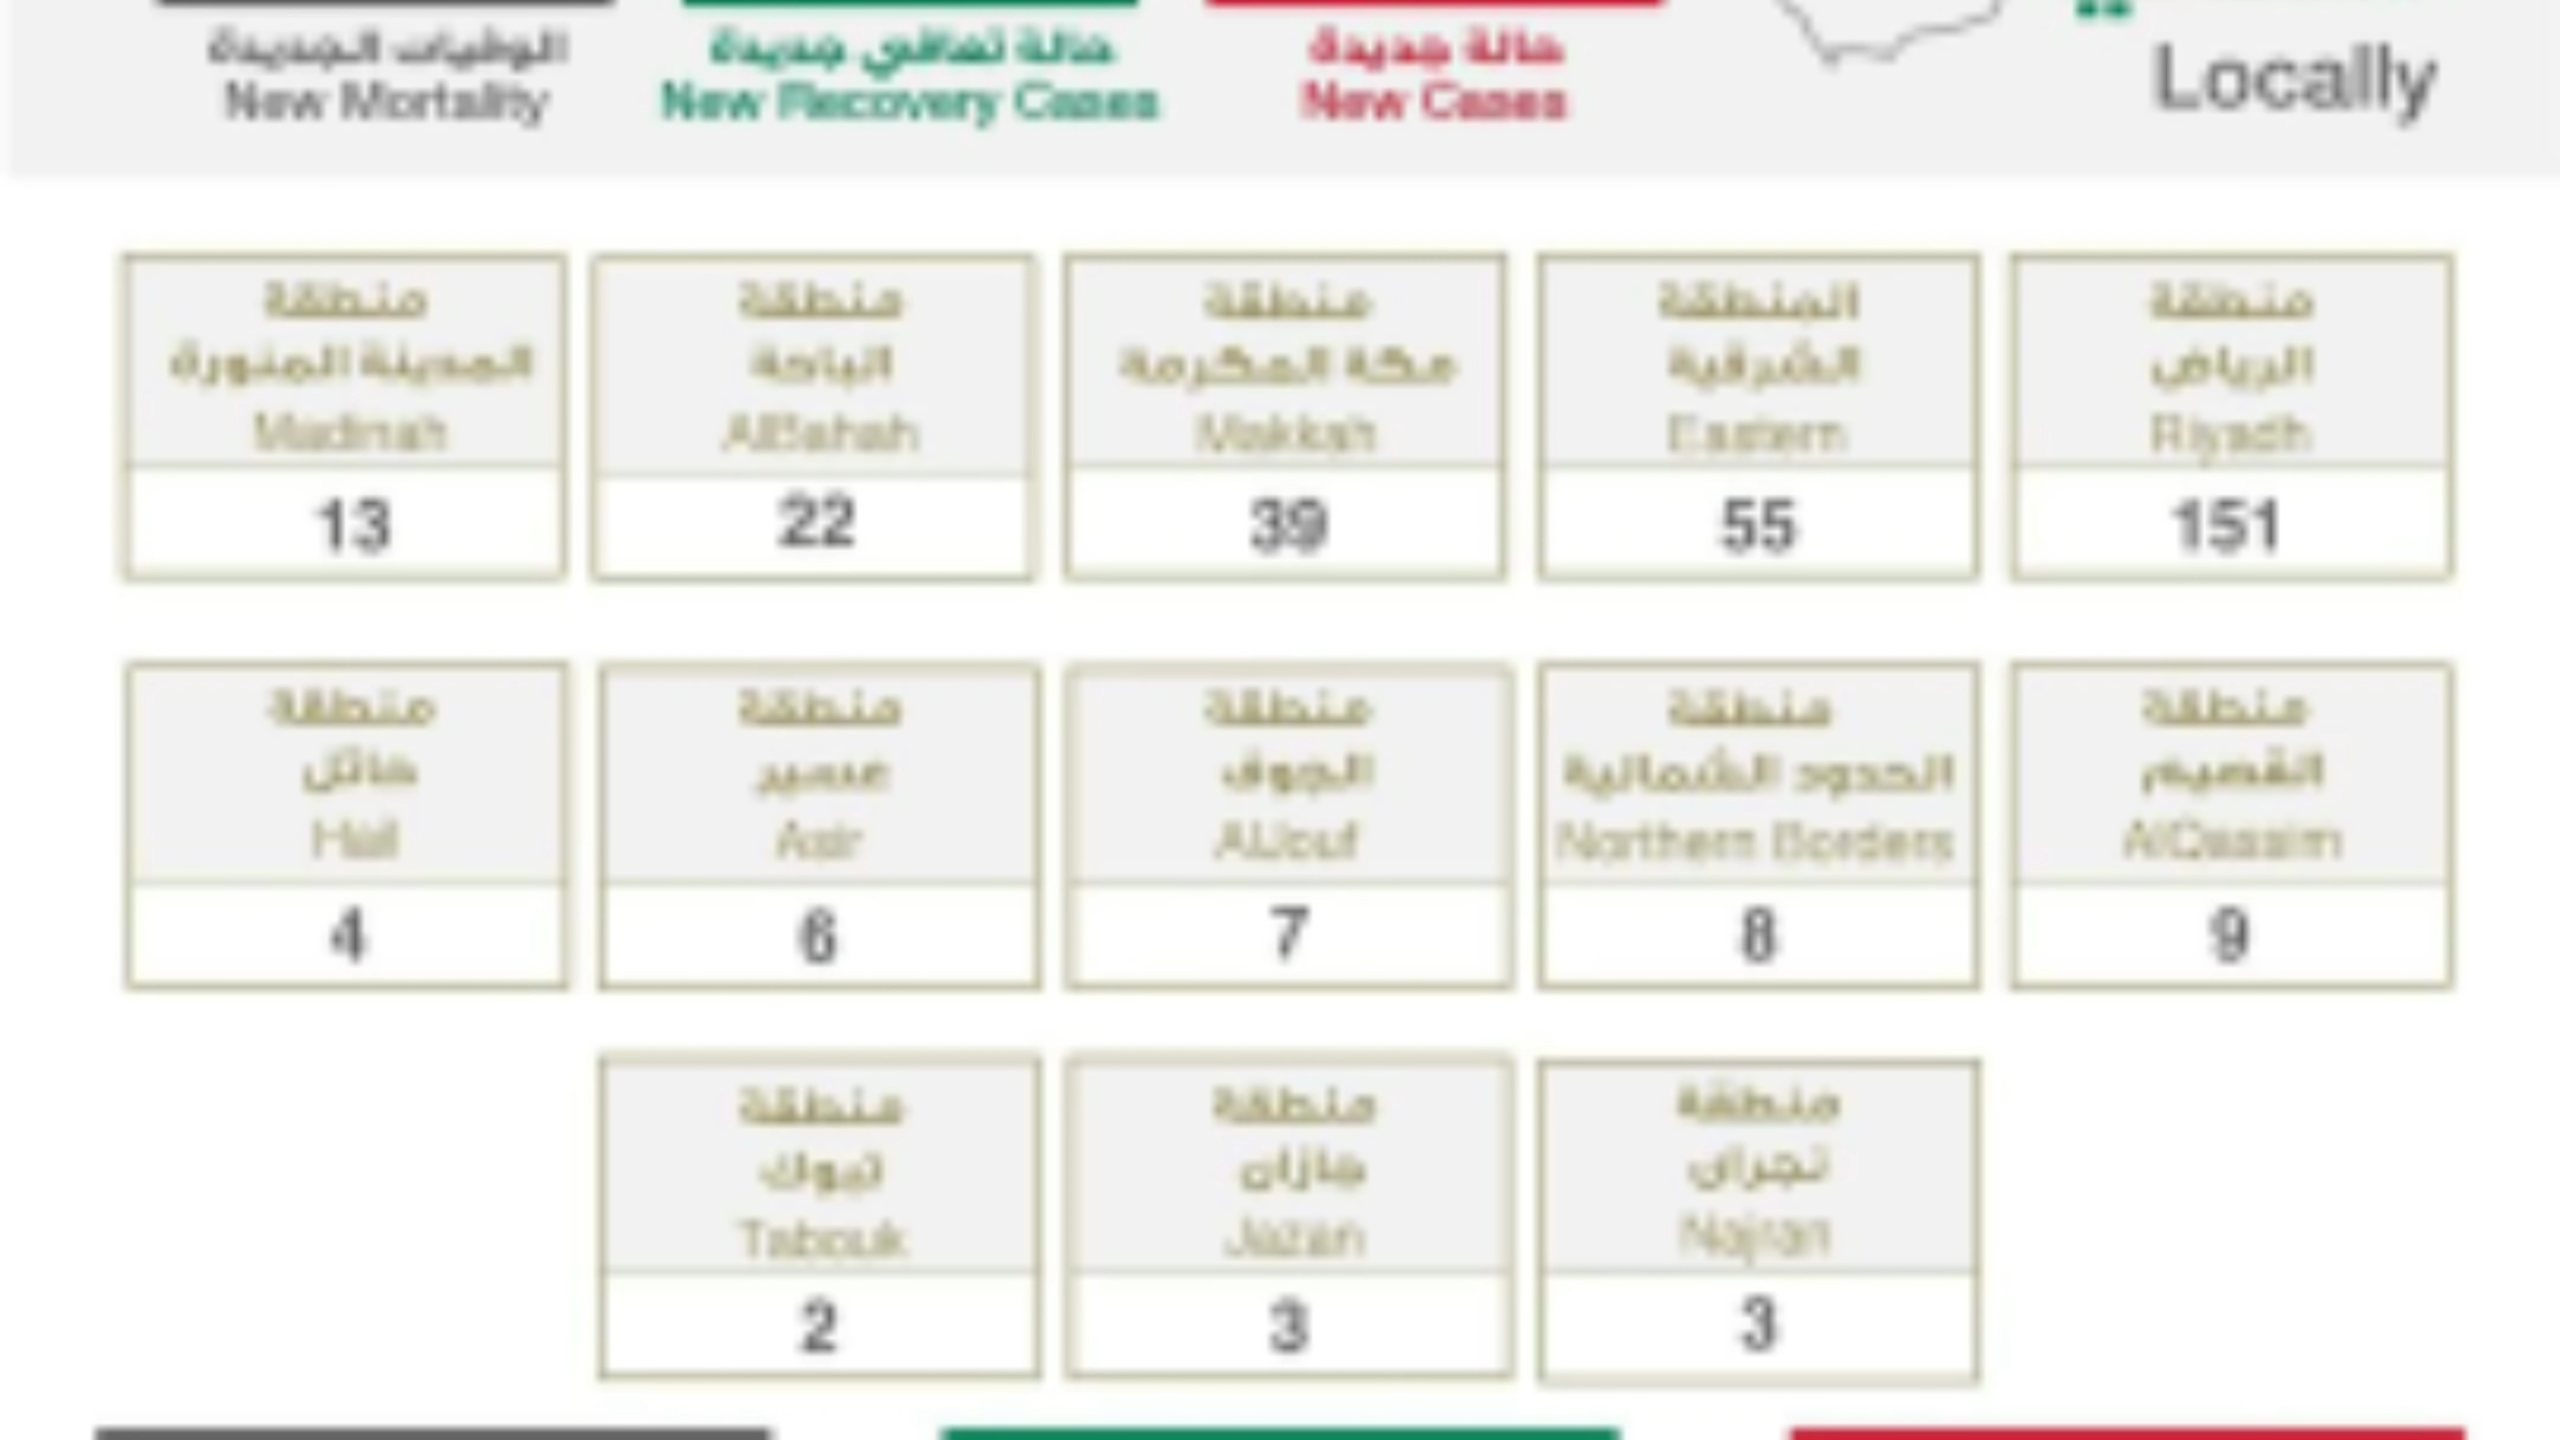 Locally
حالة جديدة
New Cases
حالة تعافي جديدة
New Recovery Cases
الوفيات الجديدة
New Mortality
منطقة
الرياض
Riyadh
151
المنطقة
الشرقية
Eastern
55
منطقة
مكة المكرمة
Makkah
39
منطقة
الباحة
AlBahah
22
منطقة
المدينة المنورة
Madinah
13
منطقة
القصيم
AlQassim
9
منطقة
الحدود الشمالية
Northern Borders
8
منطقة
الجوف
AlJouf
7
منطقة
عسير
Asir
6
منطقة
حائل
Hail
4
منطقة
نجران
Najran
3
منطقة
جازان
Jazan
3
منطقة
تبوك
Tabouk
2